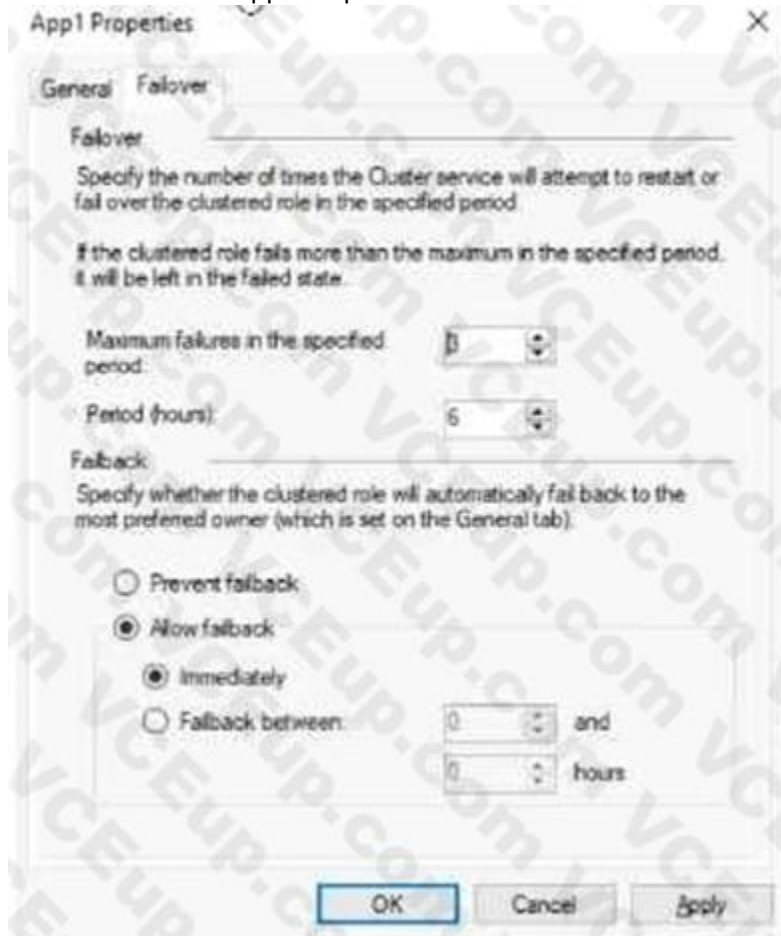 App1 Properties
General Failover
Failover
Specify the number of times the Cluster service will attempt to restart or
fail over the clustered role in the specified period
If the clustered role fails more than the maximum in the specified period,
it will be left in the failed state.
Maximum failures in the specified
period:
3
Period (hours):
6
Failback
Specify whether the clustered role will automatically fail back to the
most preferred owner (which is set on the General tab).
Prevent failback
Allow failback
Immediately
Failback between:
0
and
0
hours
OK Cancel Apply
VCEup.com